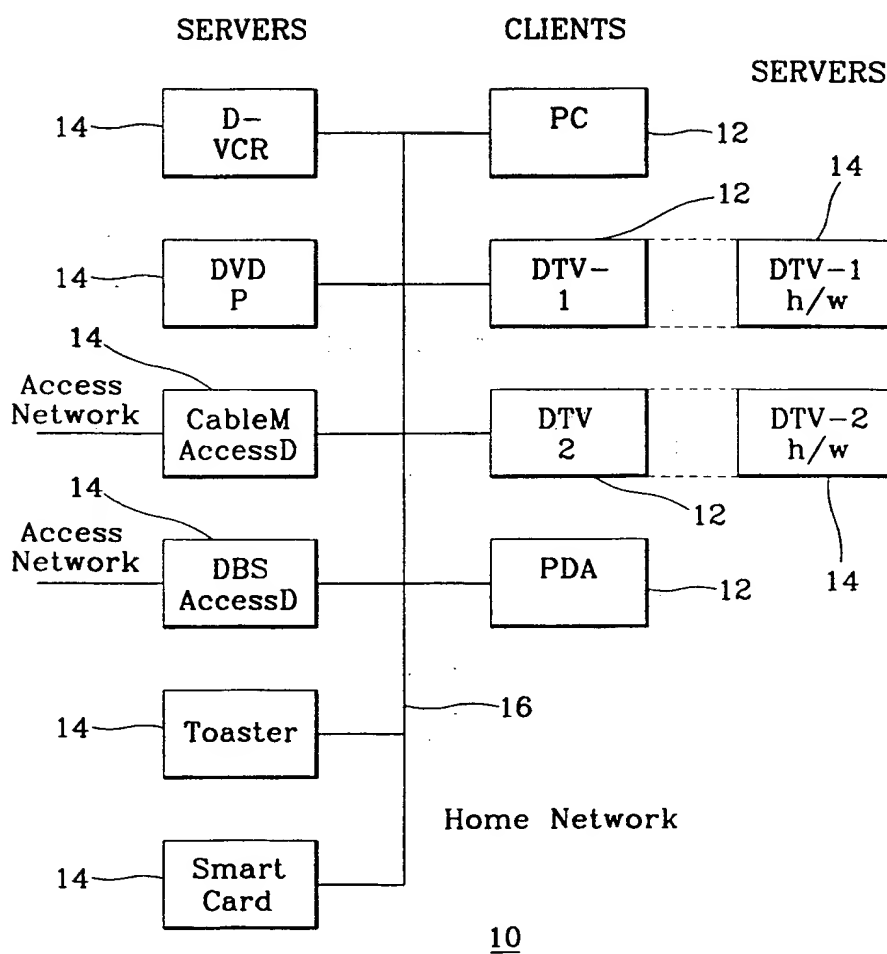 SERVERS
CLIENTS
SERVERS
14
D-
VCR
PC
12
14
12
14
DVD
P
DTV-
1
DTV-1
h/w
14
Access
Network
CableM
AccessD
DTV
2
DTV-2
h/w
14
12
Access
Network
DBS
AccessD
PDA
12
14
14
Toaster
16
Home Network
14
Smart
Card
10